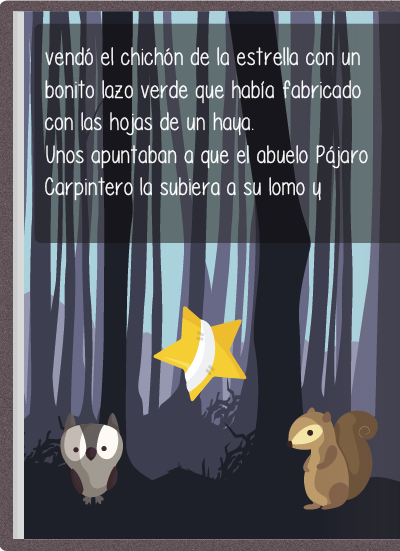 vendó el chichón de la estrella con un
bonito lazo verde que había fabricado
con las hojas de un haya.
Unos apuntaban a que el abuelo Pájaro
Carpintero la subiera a su lomo y